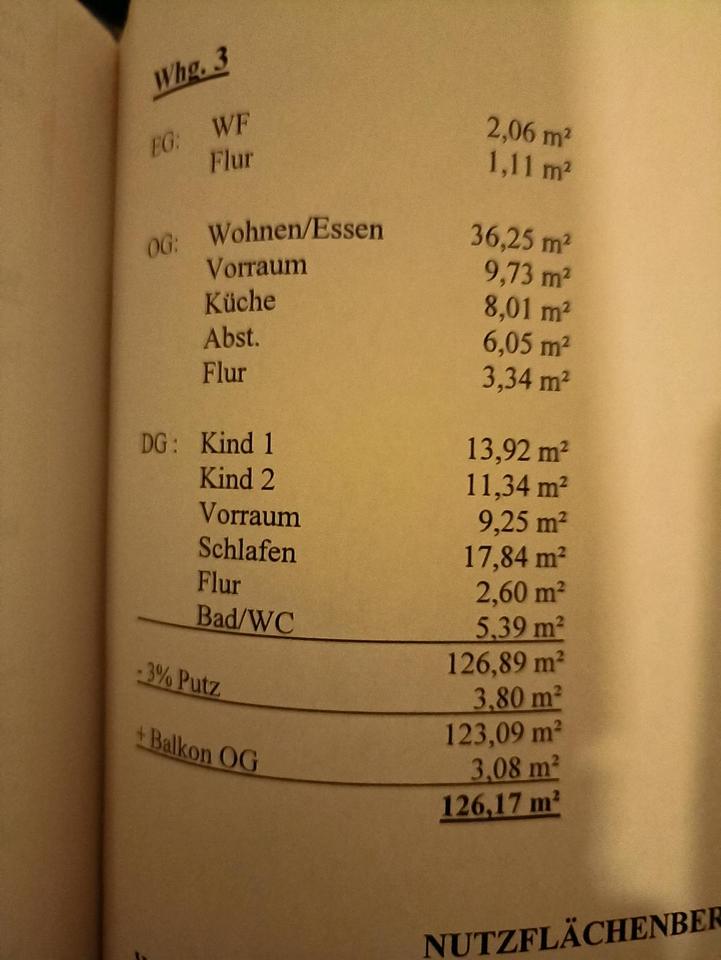 Whg. 3
EG: WF 2,06 m²
Flur 1,11 m²
OG: Wohnen/Essen 36,25 m²
Vorraum 9,73 m²
Küche 8,01 m²
Abst. 6,05 m²
Flur 3,34 m²
DG: Kind 1 13,92 m²
Kind 2 11,34 m²
Vorraum 9,25 m²
Schlafen 17,84 m²
Flur 2,60 m²
Bad/WC 5,39 m²
126,89 m²
- 3% Putz 3,80 m²
123,09 m²
+ Balkon OG 3,08 m²
126,17 m²
NUTZFLÄCHENBER